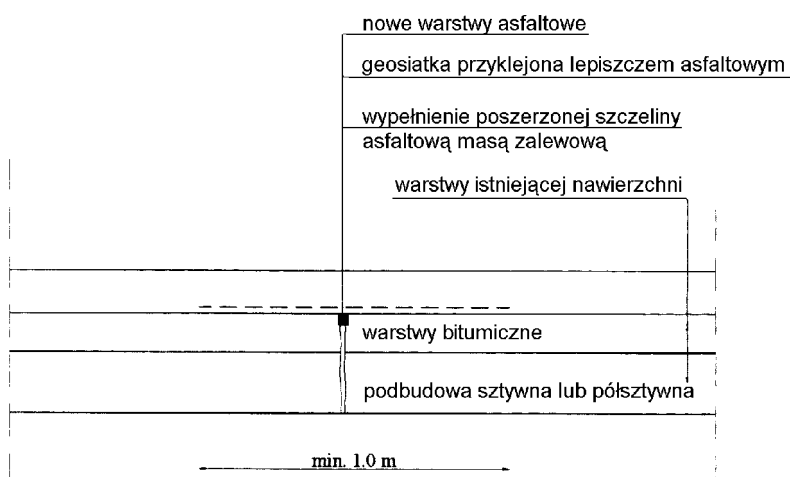 nowe warstwy asfaltowe
geosiatka przyklejona lepiszczem asfaltowym
wypełnienie poszerzonej szczeliny
asfaltową masą zalewową
warstwy istniejącej nawierzchni
warstwy bitumiczne
podbudowa sztywna lub półsztywna
min. 1.0 m